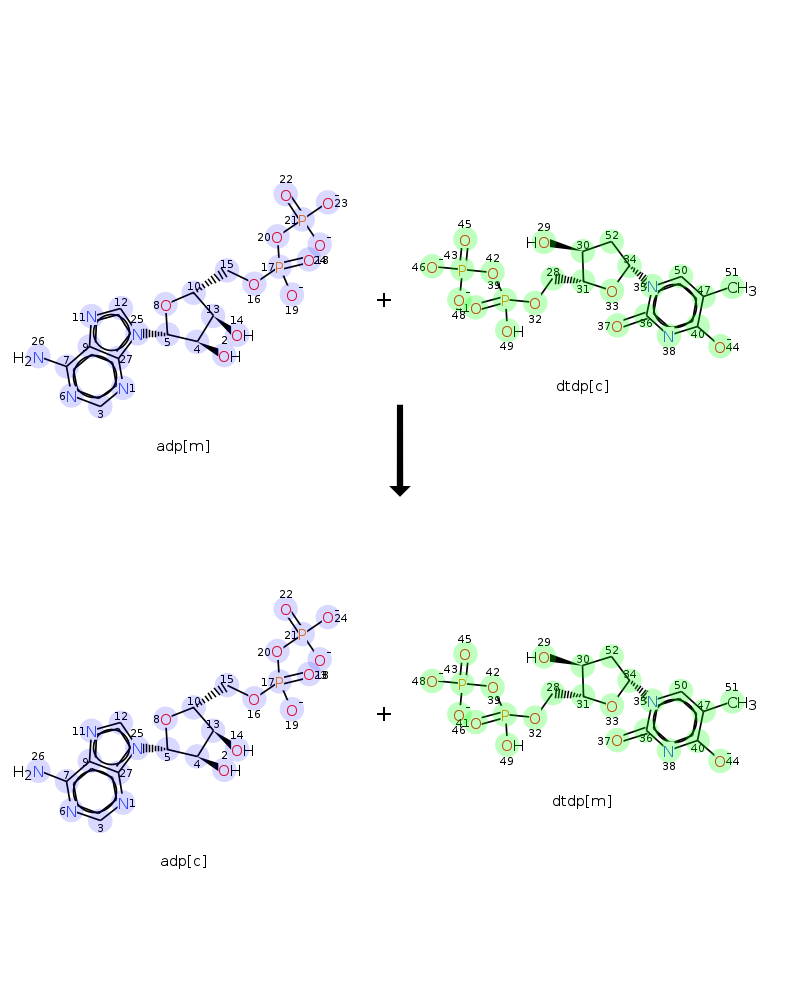 22
O
21
P
O⁻
23
20
O
O⁻
15
17
P
O
18
10
16
O
O⁻
19
12
8
O
13
11
N
25
N
14
OH
26
H₂N
9
5
4
2
OH
7
27
6
N
N
1
3
adp[m]
+
45
O
29
HO
30
52
43
P
42
O
46
O⁻
39
28
34
50
51
CH3
O⁻
48
O
P
O
32
31
O
33
35
N
47
37
O
36
OH
49
N
38
40
O⁻
44
dtdp[c]
22
O
21
P
O⁻
24
20
O
O⁻
15
17
P
O
18
10
16
O
O⁻
19
12
8
O
13
11
N
25
N
14
OH
26
H₂N
9
5
4
2
OH
7
27
6
N
N
1
3
adp[c]
+
45
O
29
HO
30
52
43
P
42
O
48
O⁻
39
28
34
50
51
CH3
O⁻
46
41
O
P
O
32
31
O
33
35
N
47
37
O
36
OH
49
N
38
40
O⁻
44
dtdp[m]